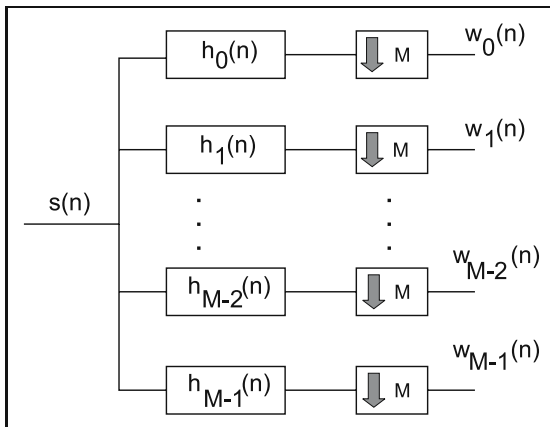 h0(n) M w0(n)
h1(n) M w1(n)
s(n)
hM-2(n) M wM-2(n)
hM-1(n) M wM-1(n)